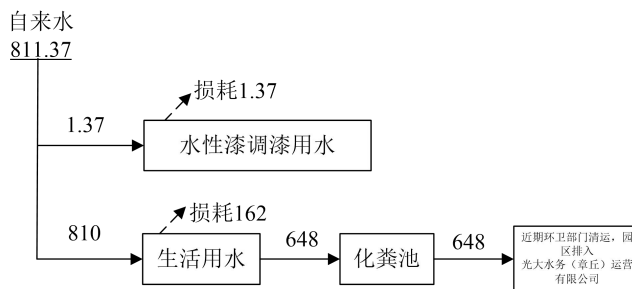 自来水
811.37
损耗1.37
1.37
水性漆调漆用水
损耗162
810
生活用水
648
化粪池
648
近期环卫部门清运，园
区排入
光大水务（章丘）运营
有限公司